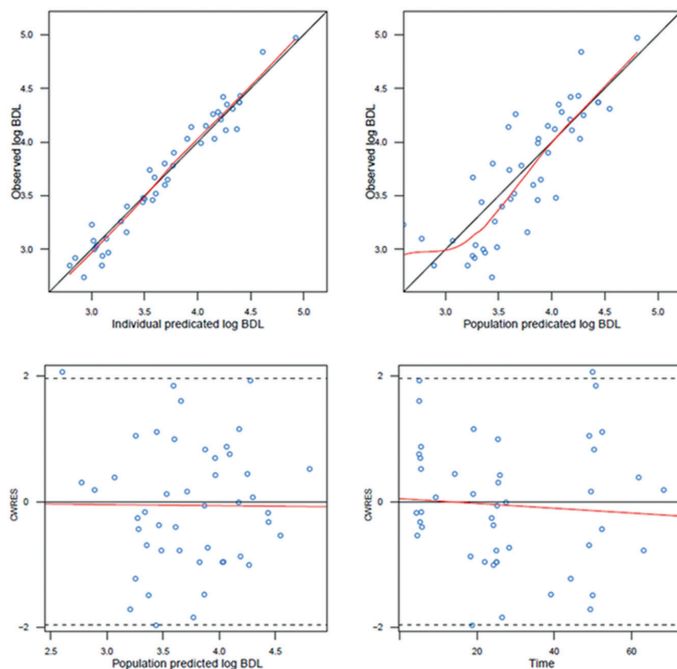 5.0
4.5
4.0
3.5
3.0
Observed log BDL
3.0 3.5 4.0 4.5 5.0
Individual predicated log BDL
5.0
4.5
4.0
3.5
3.0
Observed log BDL
3.0 3.5 4.0 4.5 5.0
Population predicated log BDL
2
0
−2
CWRES
2.5 3.0 3.5 4.0 4.5
Population predicted log BDL
2
0
−2
CWRES
0 20 40 60
Time